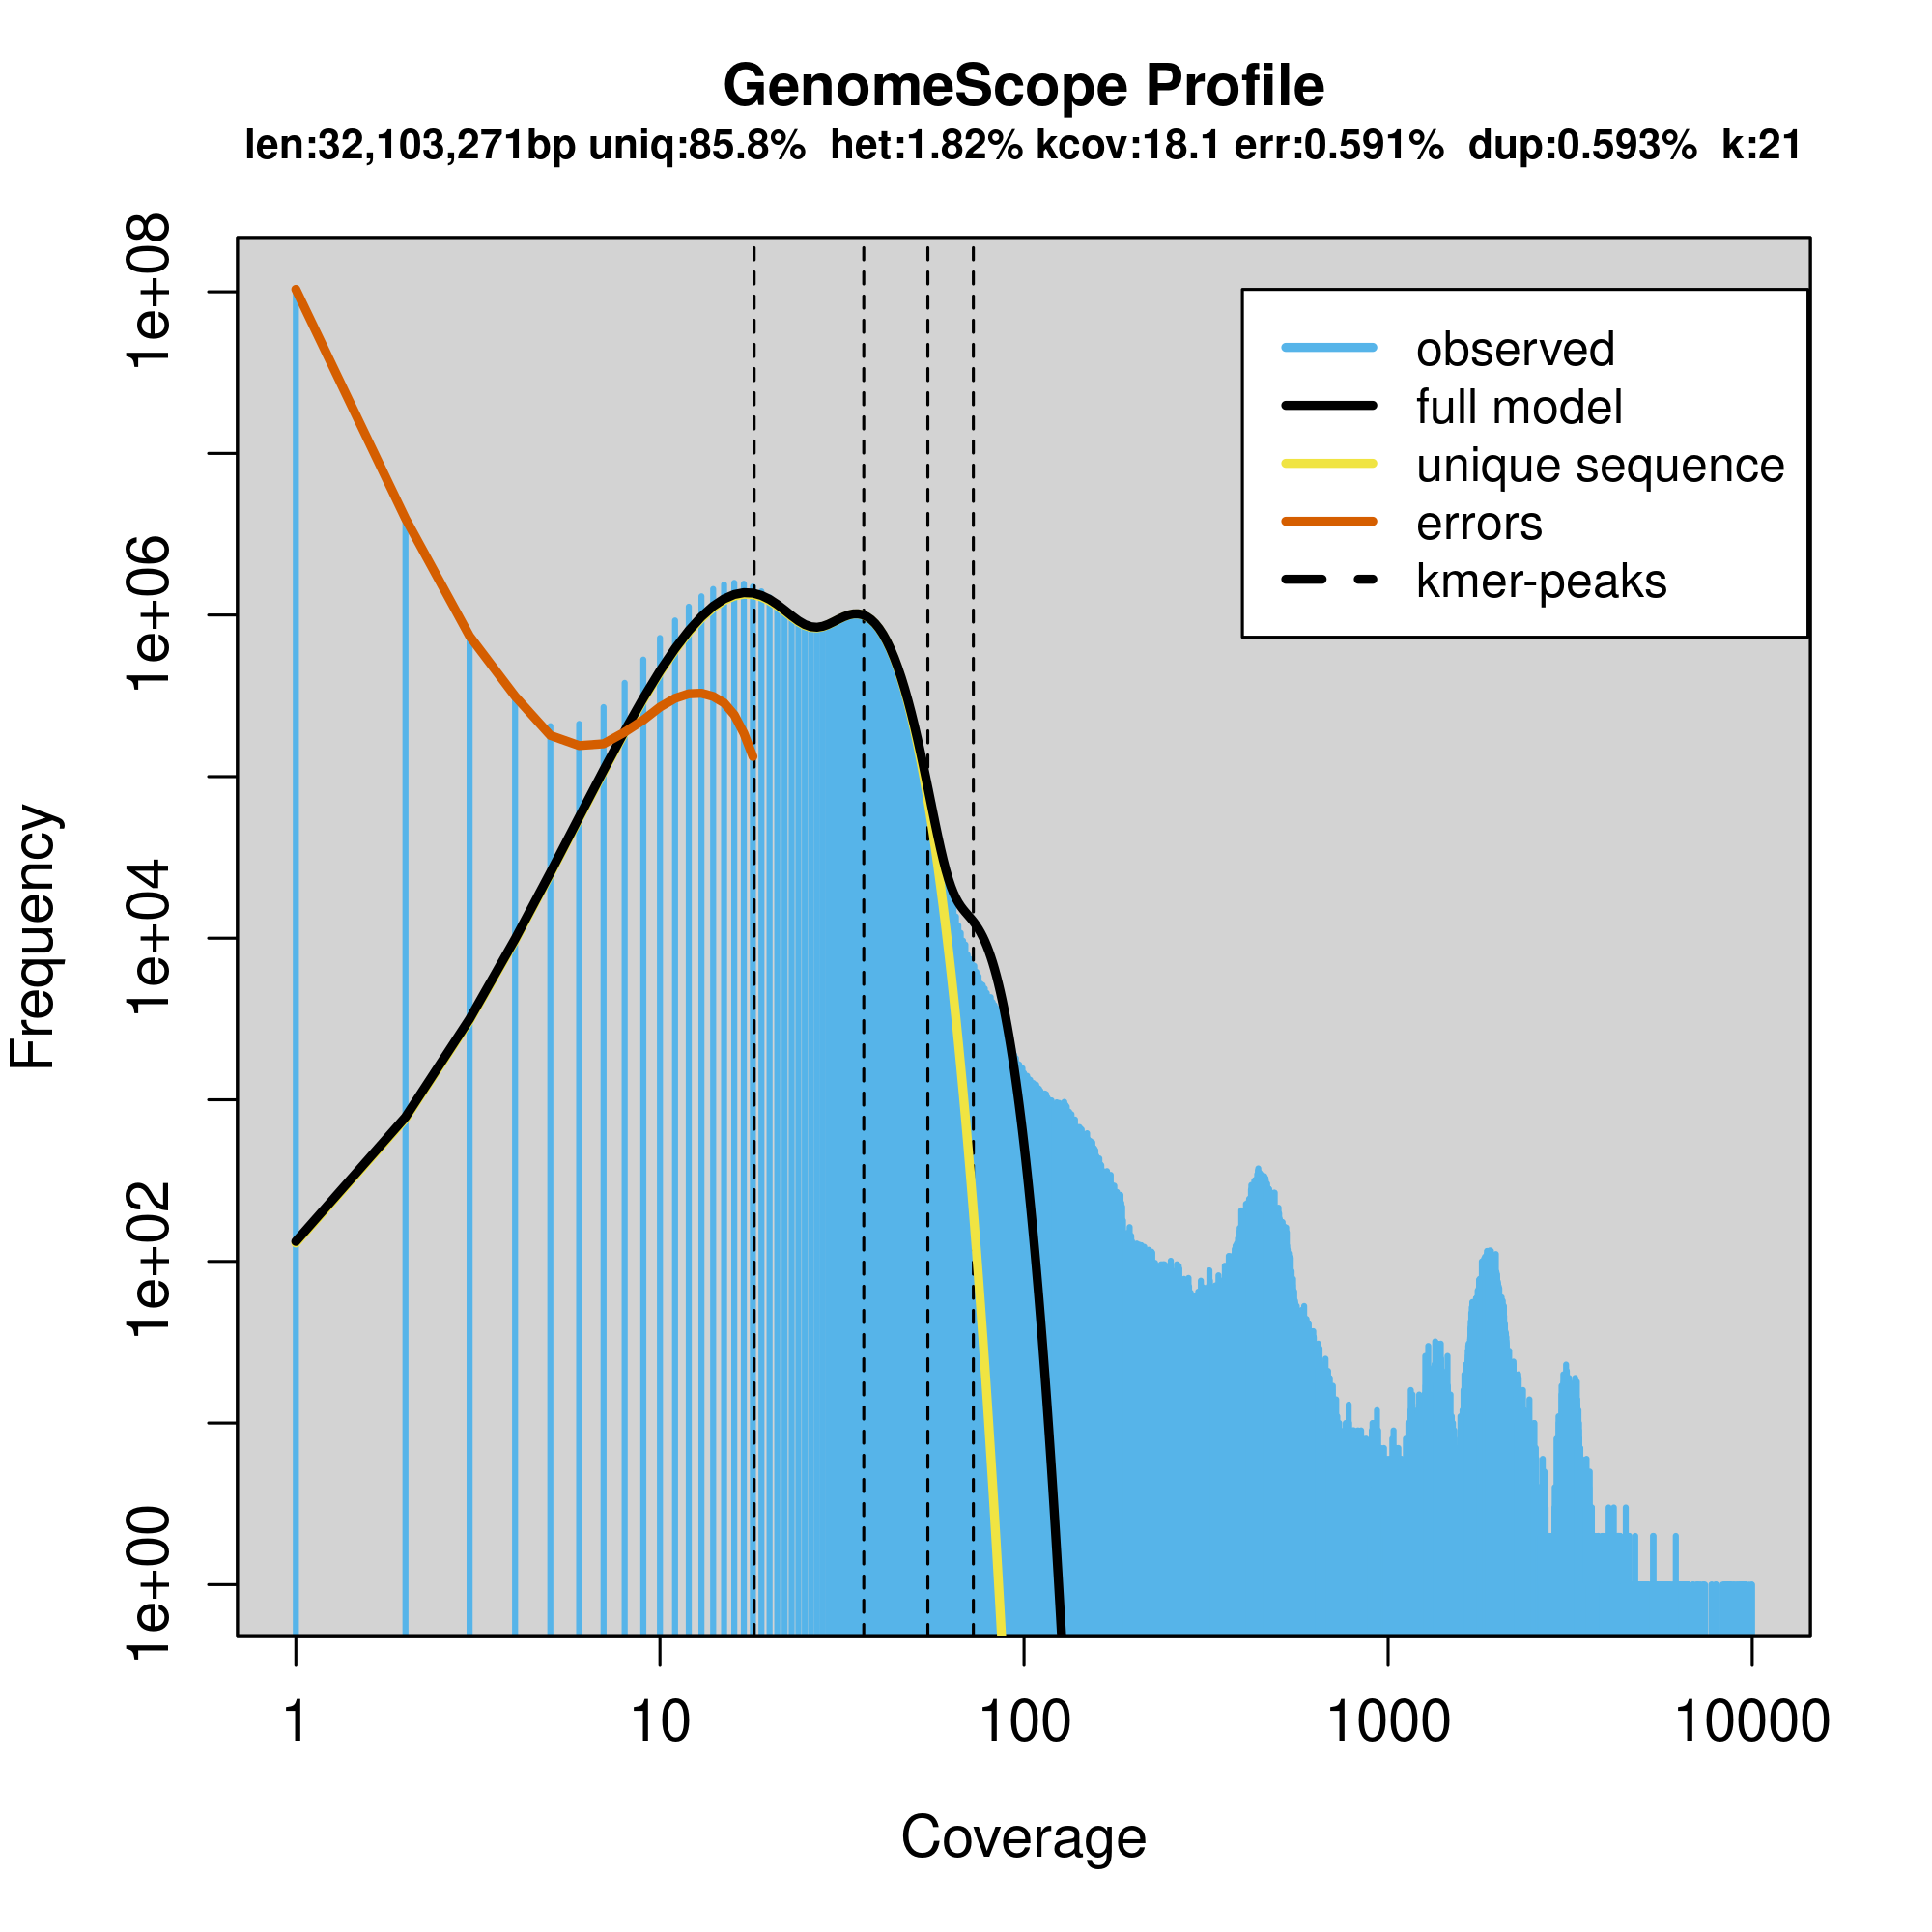 GenomeScope Profile
len:32,103,271bp uniq:85.8% het:1.82% kcov:18.1 err:0.591% dup:0.593% k:21
observed
full model
unique sequence
errors
kmer-peaks
Frequency
1e+08
1e+06
1e+04
1e+02
1e+00
1 10 100 1000 10000
Coverage